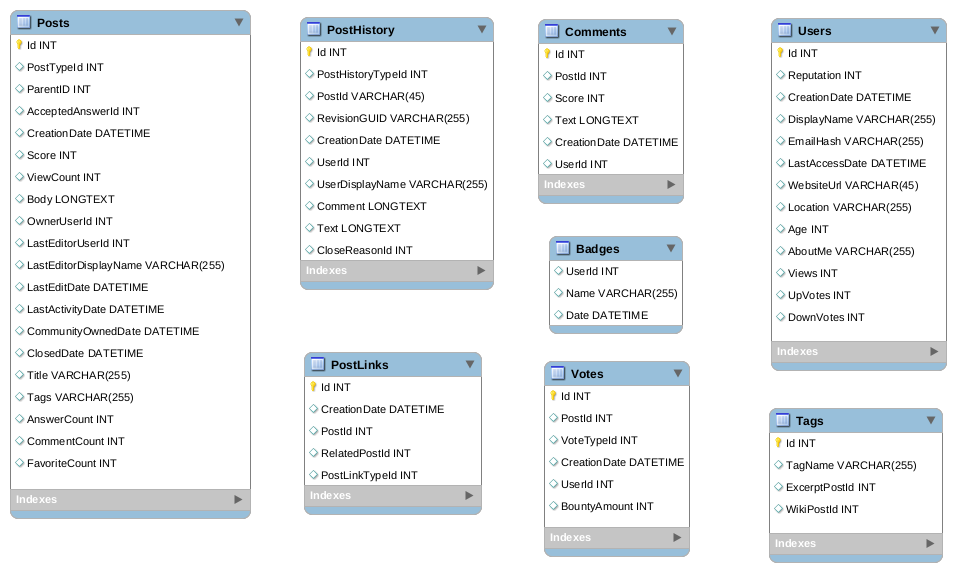 Posts
Id INT
PostTypeId INT
ParentID INT
AcceptedAnswerId INT
CreationDate DATETIME
Score INT
ViewCount INT
Body LONGTEXT
OwnerUserId INT
LastEditorUserId INT
LastEditorDisplayName VARCHAR(255)
LastEditDate DATETIME
LastActivityDate DATETIME
CommunityOwnedDate DATETIME
ClosedDate DATETIME
Title VARCHAR(255)
Tags VARCHAR(255)
AnswerCount INT
CommentCount INT
FavoriteCount INT
Indexes
PostHistory
Id INT
PostHistoryTypeId INT
PostId VARCHAR(45)
RevisionGUID VARCHAR(255)
CreationDate DATETIME
UserId INT
UserDisplayName VARCHAR(255)
Comment LONGTEXT
Text LONGTEXT
CloseReasonId INT
Indexes
PostLinks
Id INT
CreationDate DATETIME
PostId INT
RelatedPostId INT
PostLinkTypeId INT
Indexes
Comments
Id INT
PostId INT
Score INT
Text LONGTEXT
CreationDate DATETIME
UserId INT
Indexes
Badges
UserId INT
Name VARCHAR(255)
Date DATETIME
Votes
Id INT
PostId INT
VoteTypeId INT
CreationDate DATETIME
UserId INT
BountyAmount INT
Indexes
Users
Id INT
Reputation INT
CreationDate DATETIME
DisplayName VARCHAR(255)
EmailHash VARCHAR(255)
LastAccessDate DATETIME
WebsiteUrl VARCHAR(45)
Location VARCHAR(255)
Age INT
AboutMe VARCHAR(255)
Views INT
UpVotes INT
DownVotes INT
Indexes
Tags
Id INT
TagName VARCHAR(255)
ExcerptPostId INT
WikiPostId INT
Indexes